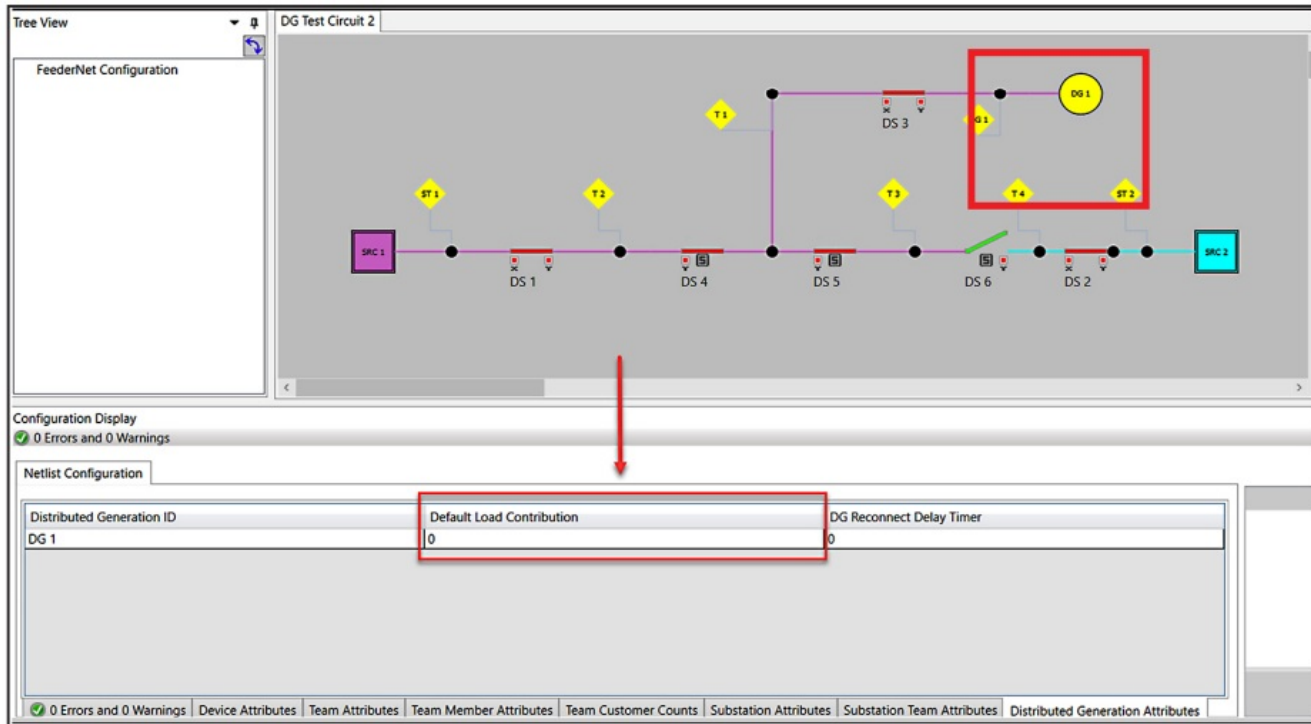 Tree View
DG Test Circuit 2
FeederNet Configuration
DG 1
T 1
G 1
X Y
DS 3
ST 1
T 2
T 3
T 4
ST 2
SRC 1
SRC 2
X Y
Y S
Y S
S Y
X Y
DS 1
DS 4
DS 5
DS 6
DS 2
Configuration Display
0 Errors and 0 Warnings
Netlist Configuration
Distributed Generation ID Default Load Contribution DG Reconnect Delay Timer
DG 1 0 0
0 Errors and 0 Warnings Device Attributes Team Attributes Team Member Attributes Team Customer Counts Substation Attributes Substation Team Attributes Distributed Generation Attributes